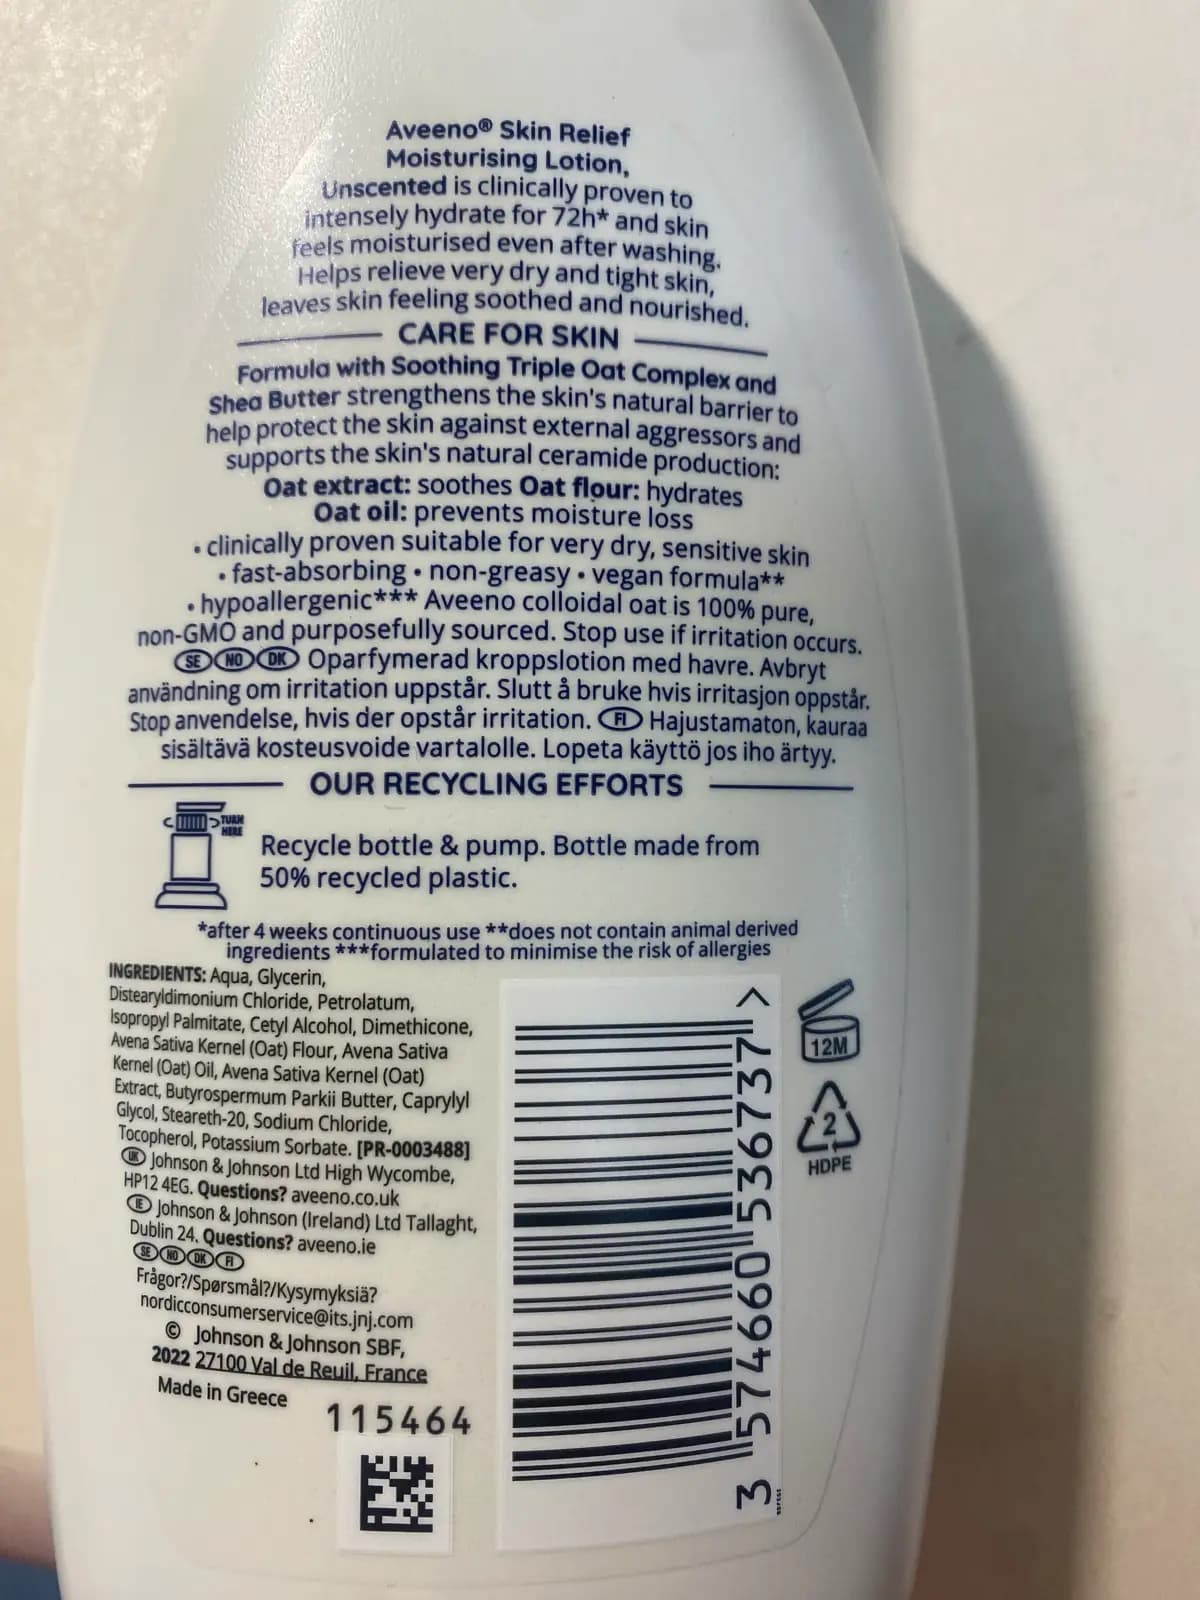 Aveeno® Skin Relief
Moisturising Lotion,
Unscented is clinically proven to
intensely hydrate for 72h* and skin
feels moisturised even after washing.
Helps relieve very dry and tight skin,
leaves skin feeling soothed and nourished.
CARE FOR SKIN
Formula with Soothing Triple Oat Complex and
Shea Butter strengthens the skin's natural barrier to
help protect the skin against external aggressors and
supports the skin's natural ceramide production:
Oat extract: soothes Oat flour: hydrates
Oat oil: prevents moisture loss
• clinically proven suitable for very dry, sensitive skin
• fast-absorbing • non-greasy • vegan formula**
• hypoallergenic*** Aveeno colloidal oat is 100% pure,
non-GMO and purposefully sourced. Stop use if irritation occurs.
SE NO DK Oparfymerad kroppslotion med havre. Avbryt
användning om irritation uppstår. Slutt å bruke hvis irritasjon oppstår.
Stop anvendelse, hvis der opstår irritation. FI Hajustamaton, kauraa
sisältävä kosteusvoide vartalolle. Lopeta käyttö jos iho ärtyy.
OUR RECYCLING EFFORTS
TURN
HERE
Recycle bottle & pump. Bottle made from
50% recycled plastic.
*after 4 weeks continuous use **does not contain animal derived
ingredients ***formulated to minimise the risk of allergies
INGREDIENTS: Aqua, Glycerin,
Distearyldimonium Chloride, Petrolatum,
Isopropyl Palmitate, Cetyl Alcohol, Dimethicone,
Avena Sativa Kernel (Oat) Flour, Avena Sativa
Kernel (Oat) Oil, Avena Sativa Kernel (Oat)
Extract, Butyrospermum Parkii Butter, Caprylyl
Glycol, Steareth-20, Sodium Chloride,
Tocopherol, Potassium Sorbate. [PR-0003488]
UK Johnson & Johnson Ltd High Wycombe,
HP12 4EG. Questions? aveeno.co.uk
IE Johnson & Johnson (Ireland) Ltd Tallaght,
Dublin 24. Questions? aveeno.ie
SE NO DK FI
Frågor?/Spørsmål?/Kysymyksiä?
nordicconsumerservice@its.jnj.com
© Johnson & Johnson SBF,
2022 27100 Val de Reuil, France
Made in Greece
115464
3 574660 536737 >
12M
2
HDPE